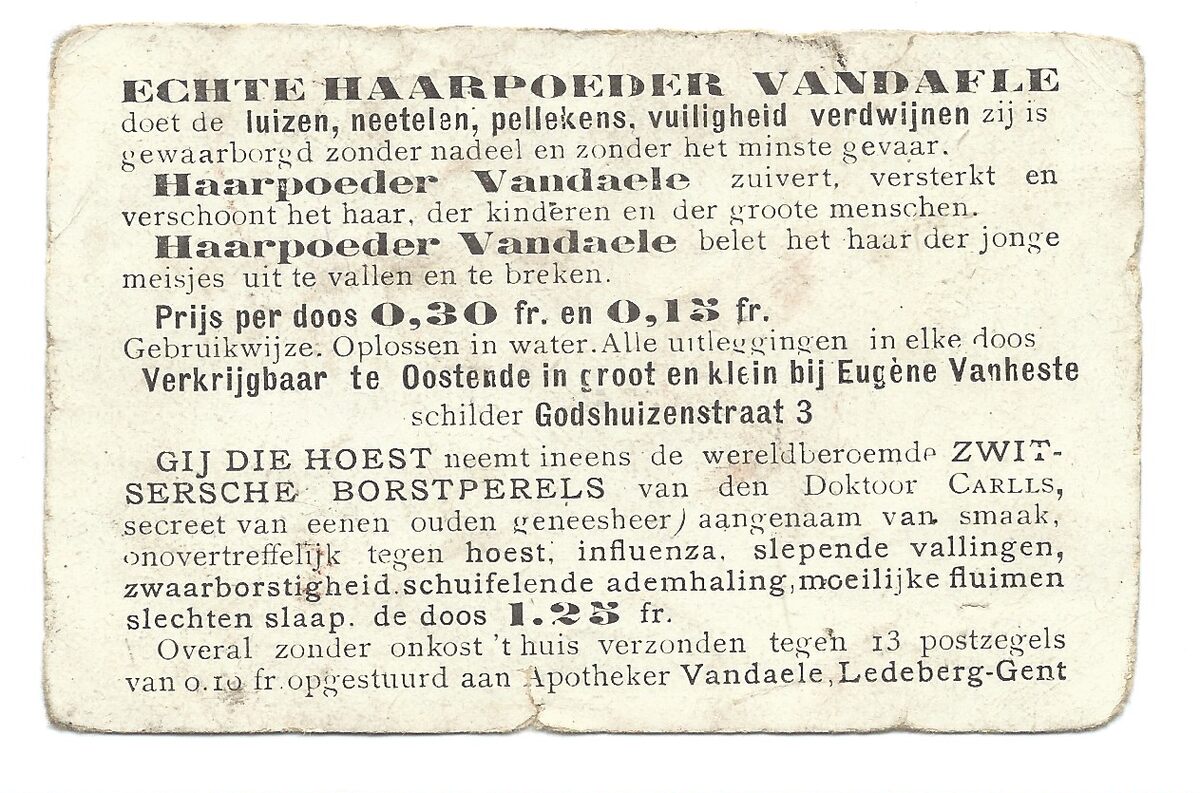 ECHTE HAARPOEDER VANDAFLE
doet de luizen, neetelen, pellekens, vuiligheid verdwijnen zij is
gewaarborgd zonder nadeel en zonder het minste gevaar.
Haarpoeder Vandaele zuivert, versterkt en
verschoont het haar, der kinderen en der groote menschen.
Haarpoeder Vandaele belet het haar der jonge
meisjes uit te vallen en te breken.
Prijs per doos 0,30 fr. en 0,15 fr.
Gebruikwijze: Oplossen in water. Alle uitleggingen in elke doos
Verkrijgbaar te Oostende in groot en klein bij Eugène Vanheste
schilder Godshuizenstraat 3
GIJ DIE HOEST neemt ineens de wereldberoemde ZWIT-
SERSCHE BORSTPERELS van den Doktoor CARLLS,
secreet van eenen ouden geneesheer) aangenaam van smaak,
onovertreffelijk tegen hoest, influenza, slepende vallingen,
zwaarborstigheid. schuifelende ademhaling, moeilijke fluimen
slechten slaap. de doos 1.25 fr.
Overal zonder onkost 't huis verzonden tegen 13 postzegels
van 0.10 fr. opgestuurd aan Apotheker Vandaele, Ledeberg-Gent